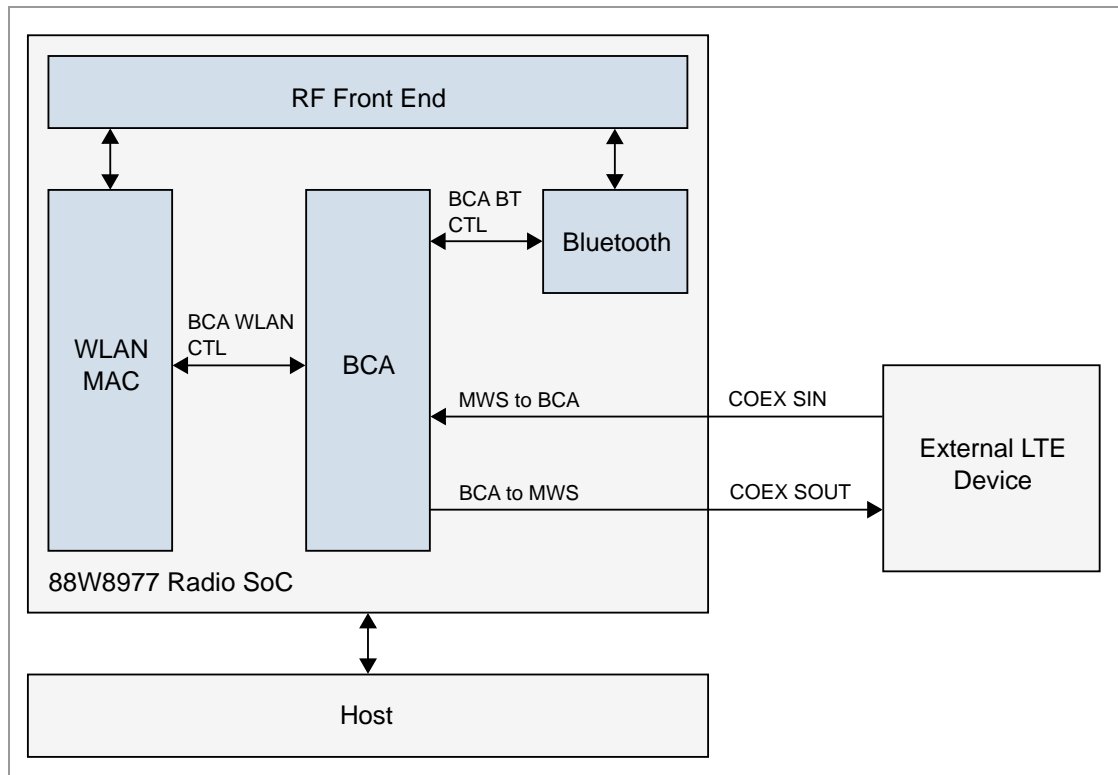 RF Front End
BCA BT
CTL
Bluetooth
BCA WLAN
CTL
WLAN
MAC
BCA
MWS to BCA
COEX SIN
External LTE
Device
BCA to MWS
COEX SOUT
88W8977 Radio SoC
Host